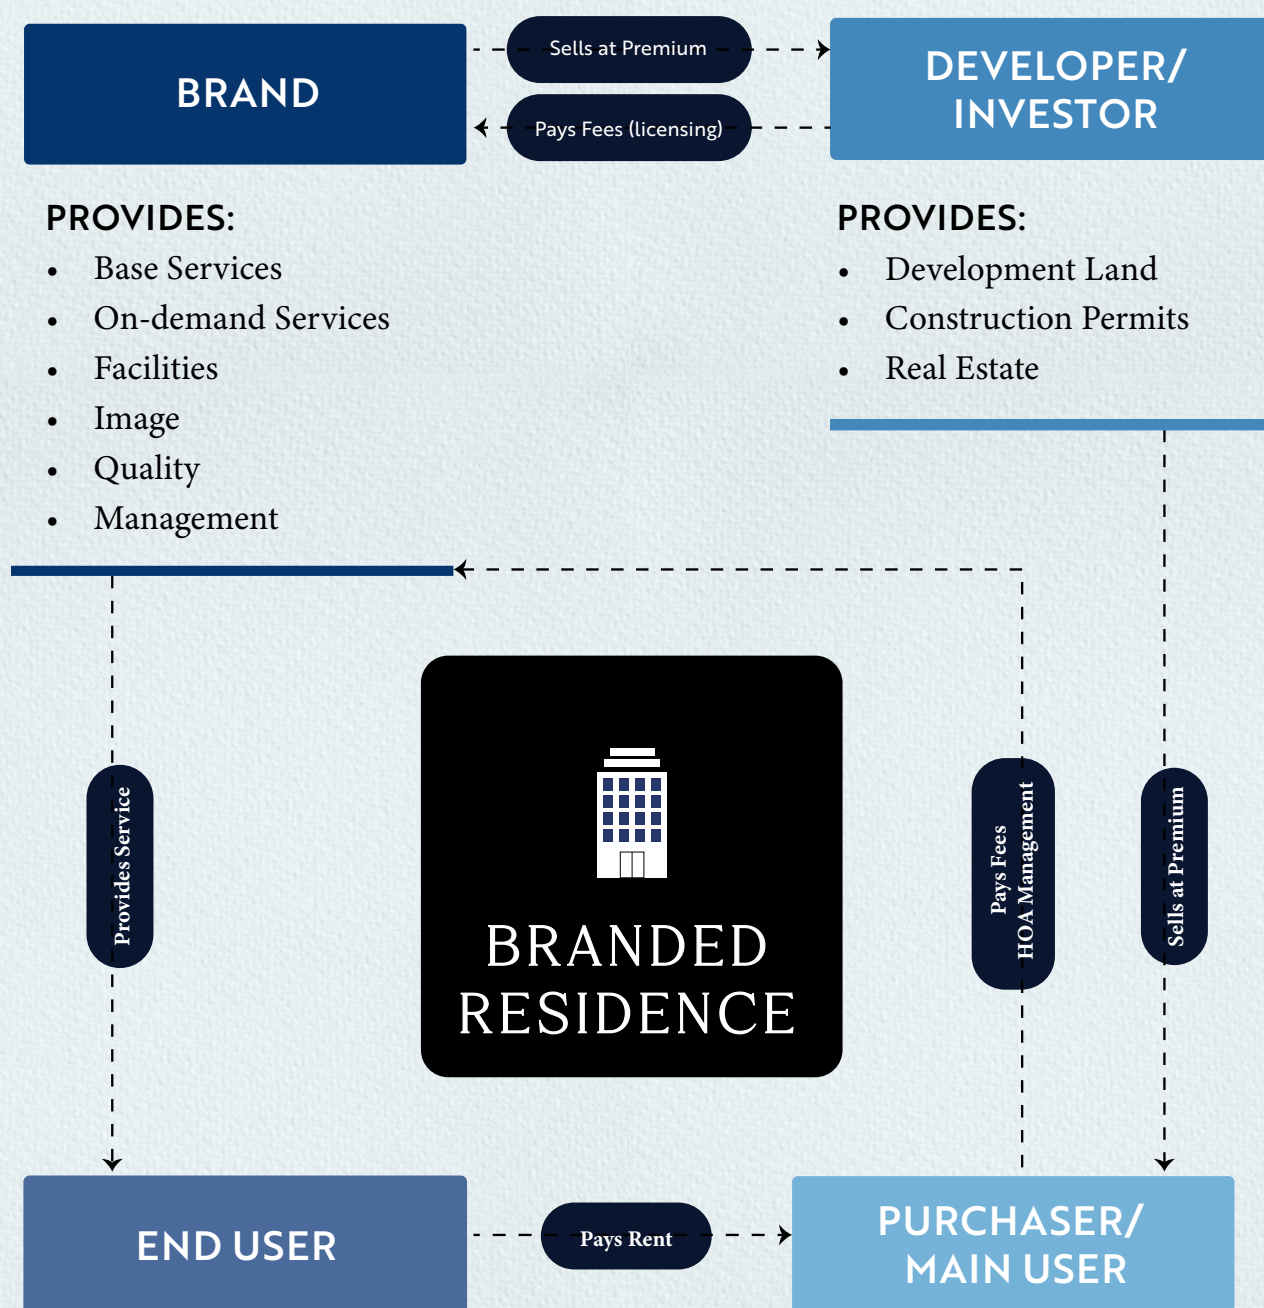 BRAND
Sells at Premium
Pays Fees (licensing)
DEVELOPER/
INVESTOR
PROVIDES:
• Base Services
• On-demand Services
• Facilities
• Image
• Quality
• Management
PROVIDES:
• Development Land
• Construction Permits
• Real Estate
Provides Service
BRANDED
RESIDENCE
Pays Fees
HOA Management
Sells at Premium
END USER
Pays Rent
PURCHASER/
MAIN USER